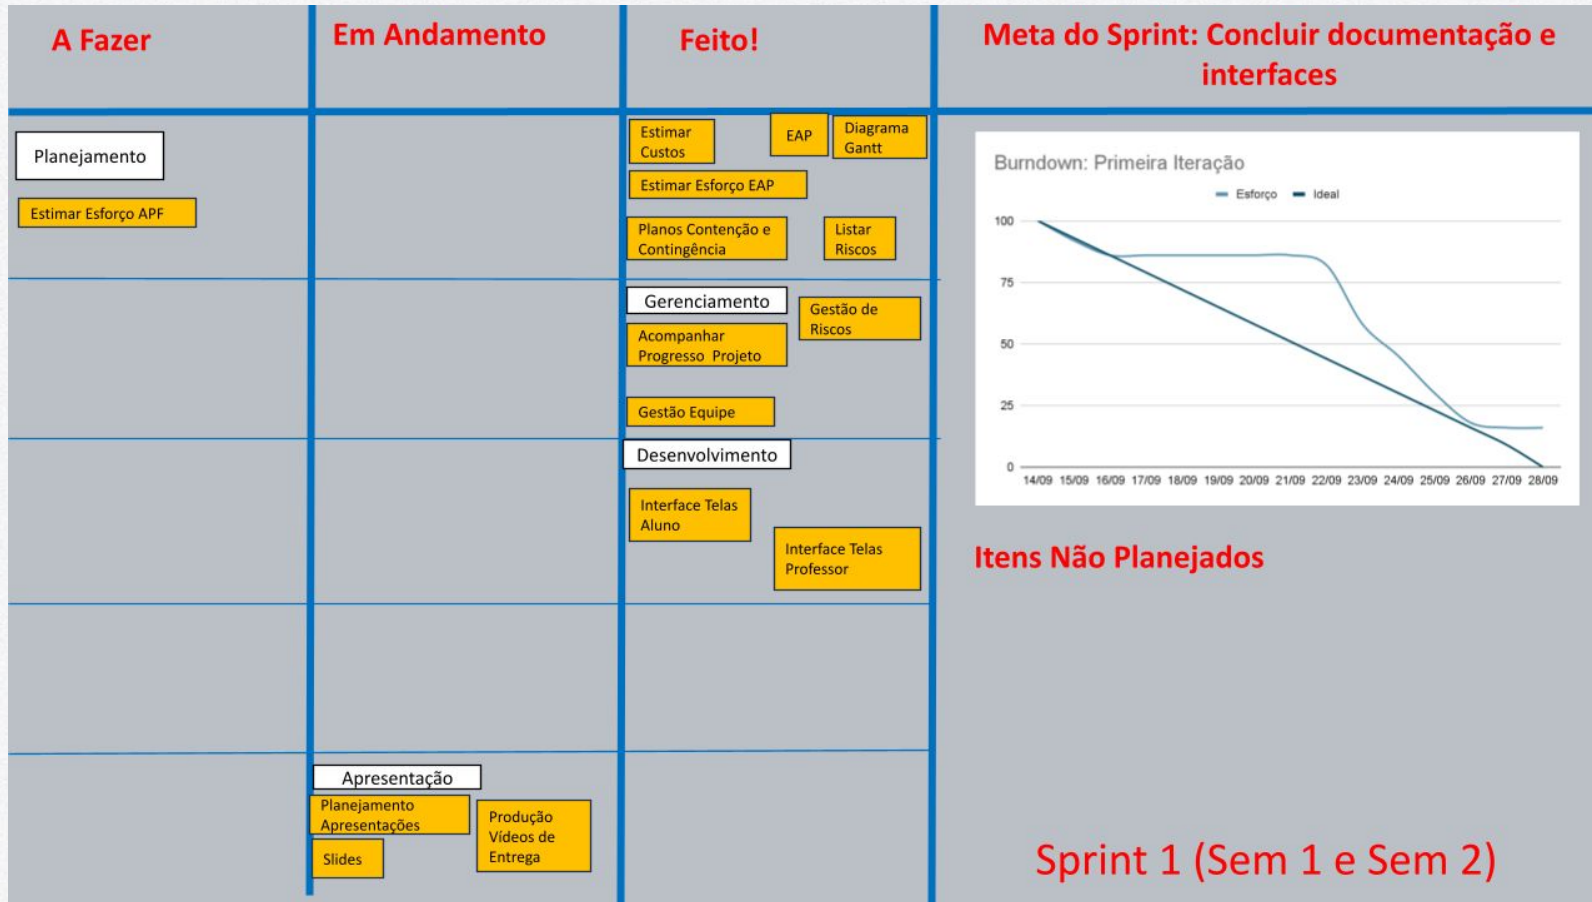 A Fazer
Em Andamento
Feito!
Meta do Sprint: Concluir documentação e
interfaces
Planejamento
Estimar Esforço APF
Estimar
Custos
EAP
Diagrama
Gantt
Estimar Esforço EAP
Planos Contenção e
Contingência
Listar
Riscos
Gerenciamento
Gestão de
Riscos
Acompanhar
Progresso Projeto
Gestão Equipe
Desenvolvimento
Interface Telas
Aluno
Interface Telas
Professor
Apresentação
Planejamento
Apresentações
Slides
Produção
Vídeos de
Entrega
Burndown: Primeira Iteração
Esforço Ideal
100
75
50
25
0
14/09 15/09 16/09 17/09 18/09 19/09 20/09 21/09 22/09 23/09 24/09 25/09 26/09 27/09 28/09
Itens Não Planejados
Sprint 1 (Sem 1 e Sem 2)